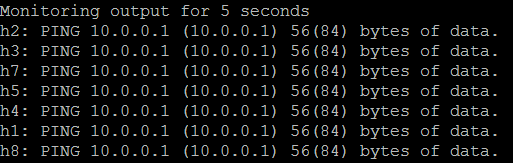 Monitoring output for 5 seconds
h2: PING 10.0.0.1 (10.0.0.1) 56(84) bytes of data.
h3: PING 10.0.0.1 (10.0.0.1) 56(84) bytes of data.
h7: PING 10.0.0.1 (10.0.0.1) 56(84) bytes of data.
h5: PING 10.0.0.1 (10.0.0.1) 56(84) bytes of data.
h4: PING 10.0.0.1 (10.0.0.1) 56(84) bytes of data.
h1: PING 10.0.0.1 (10.0.0.1) 56(84) bytes of data.
h8: PING 10.0.0.1 (10.0.0.1) 56(84) bytes of data.